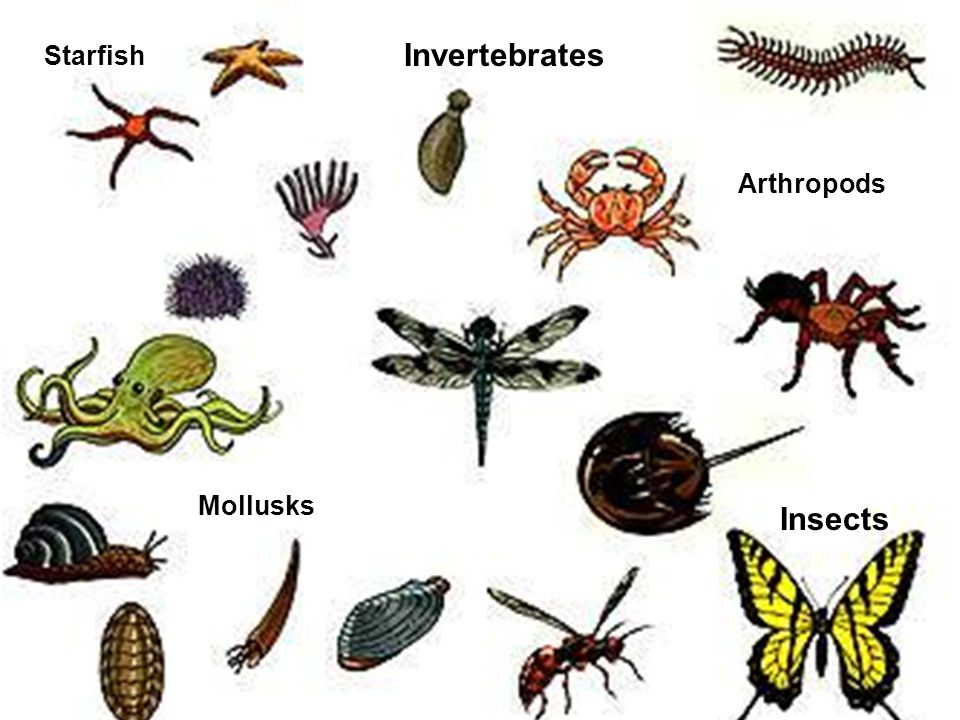 Starfish
Invertebrates
Arthropods
Mollusks
Insects